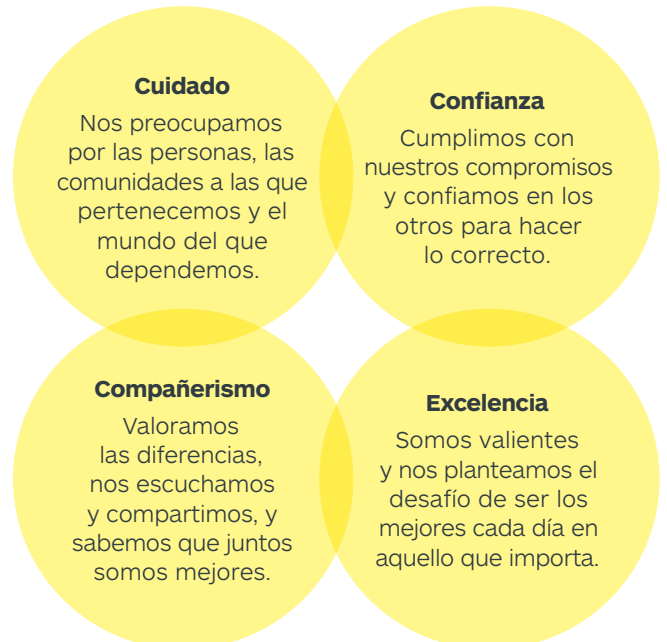 Cuidado
Nos preocupamos
por las personas, las
comunidades a las que
pertenecemos y el
mundo del que
dependemos.
Confianza
Cumplimos con
nuestros compromisos
y confiamos en los
otros para hacer
lo correcto.
Compañerismo
Valoramos
las diferencias,
nos escuchamos
y compartimos, y
sabemos que juntos
somos mejores.
Excelencia
Somos valientes
y nos planteamos el
desafío de ser los
mejores cada día en
aquello que importa.